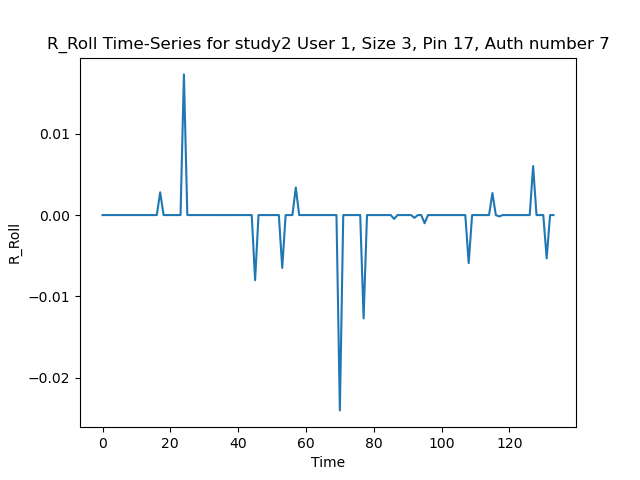 R_Roll Time-Series for study2 User 1, Size 3, Pin 17, Auth number 7
R_Roll
0.01
0.00
−0.01
−0.02
0 20 40 60 80 100 120
Time